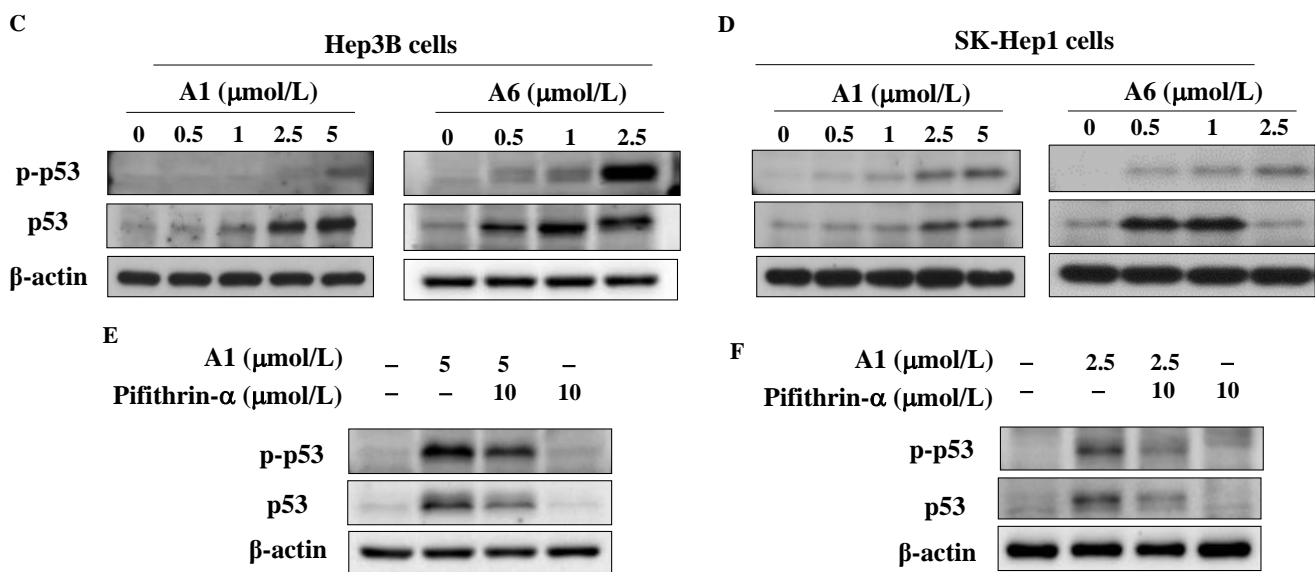 C
Hep3B cells
A1 (μmol/L)
A6 (μmol/L)
0 0.5 1 2.5 5
0 0.5 1 2.5
p-p53
p53
β-actin
D
SK-Hep1 cells
A1 (μmol/L)
A6 (μmol/L)
0 0.5 1 2.5 5
0 0.5 1 2.5
E
A1 (μmol/L) – 5 5 –
Pifithrin-α (μmol/L) – – 10 10
p-p53
p53
β-actin
F
A1 (μmol/L) – 2.5 2.5 –
Pifithrin-α (μmol/L) – – 10 10
p-p53
p53
β-actin